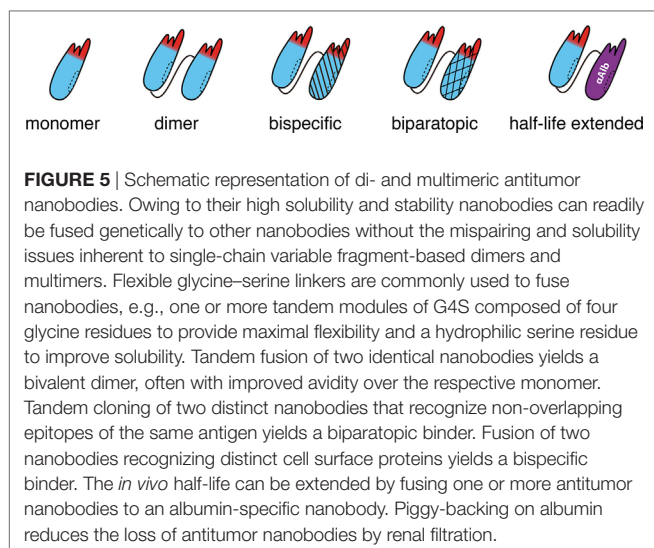 αAlb
monomer dimer bispecific biparatopic half-life extended
FIGURE 5 | Schematic representation of di- and multimeric antitumor
nanobodies. Owing to their high solubility and stability nanobodies can readily
be fused genetically to other nanobodies without the mispairing and solubility
issues inherent to single-chain variable fragment-based dimers and
multimers. Flexible glycine–serine linkers are commonly used to fuse
nanobodies, e.g., one or more tandem modules of G4S composed of four
glycine residues to provide maximal flexibility and a hydrophilic serine residue
to improve solubility. Tandem fusion of two identical nanobodies yields a
bivalent dimer, often with improved avidity over the respective monomer.
Tandem cloning of two distinct nanobodies that recognize non-overlapping
epitopes of the same antigen yields a biparatopic binder. Fusion of two
nanobodies recognizing distinct cell surface proteins yields a bispecific
binder. The in vivo half-life can be extended by fusing one or more antitumor
nanobodies to an albumin-specific nanobody. Piggy-backing on albumin
reduces the loss of antitumor nanobodies by renal filtration.